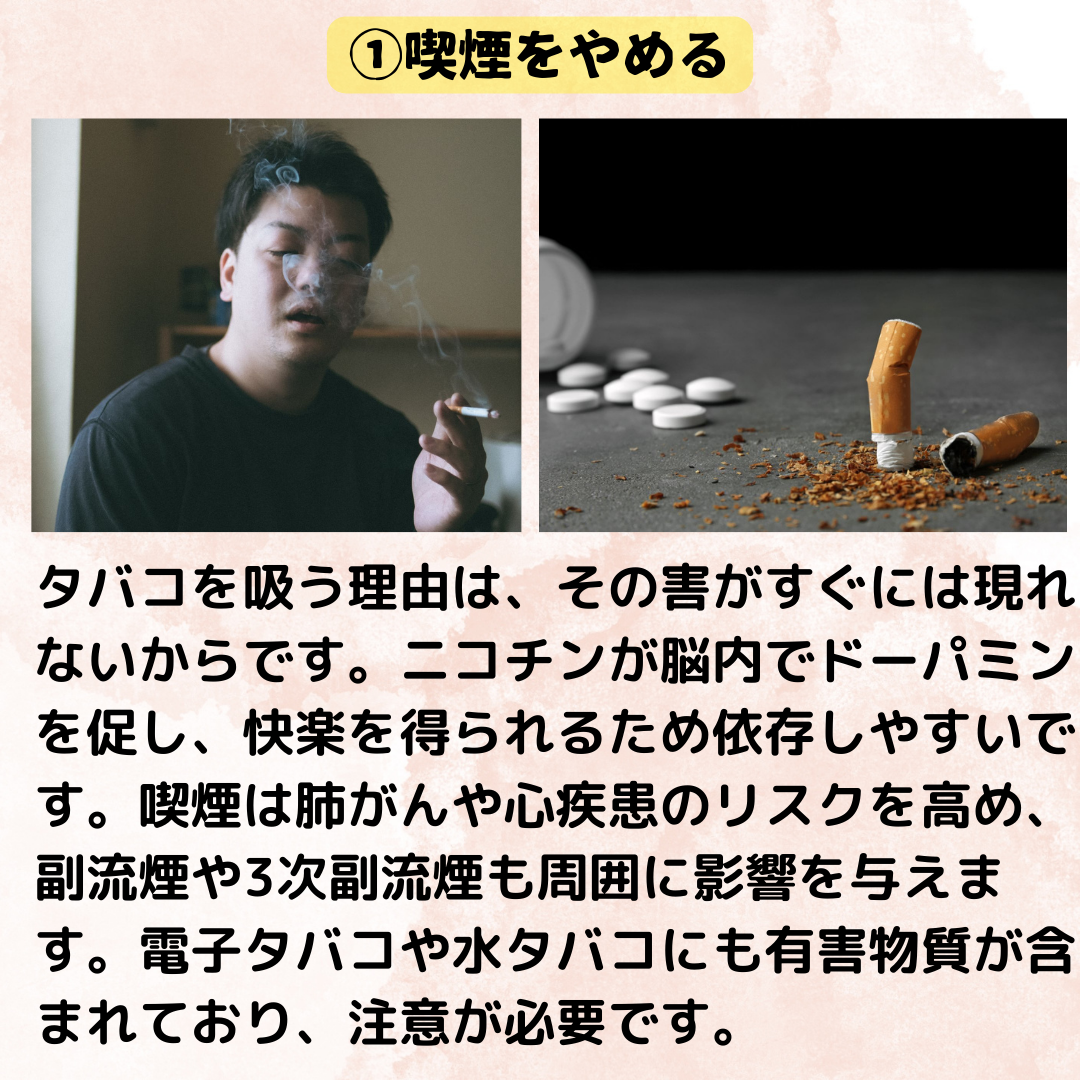 ①喫煙をやめる
タバコを吸う理由は、その害がすぐには現れ
ないからです。ニコチンが脳内でドーパミン
を促し、快楽を得られるため依存しやすいで
す。喫煙は肺がんや心疾患のリスクを高め、
副流煙や3次副流煙も周囲に影響を与えま
す。電子タバコや水タバコにも有害物質が含
まれており、注意が必要です。